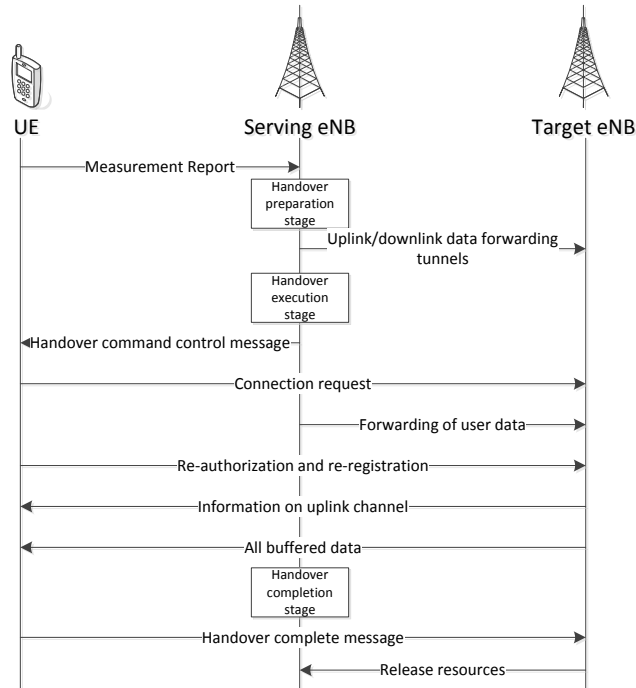 UE
Serving eNB
Target eNB
Measurement Report
Handover
preparation
stage
Uplink/downlink data forwarding
tunnels
Handover
execution
stage
Handover command control message
Connection request
Forwarding of user data
Re-authorization and re-registration
Information on uplink channel
All buffered data
Handover
completion
stage
Handover complete message
Release resources